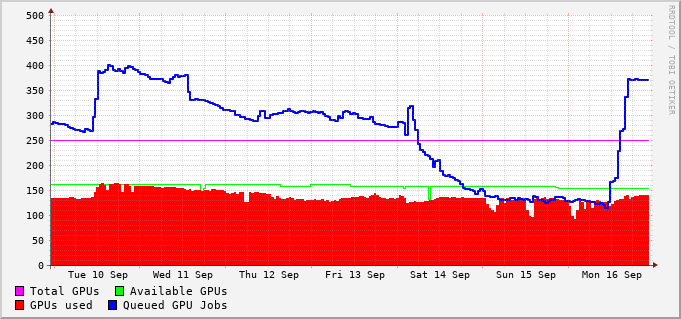 500
450
400
350
300
250
200
150
100
50
0
Tue 10 Sep Wed 11 Sep Thu 12 Sep Fri 13 Sep Sat 14 Sep Sun 15 Sep Mon 16 Sep
Total GPUs Available GPUs
GPUs used Queued GPU Jobs
RRDTOOL / TOBI OETIKER